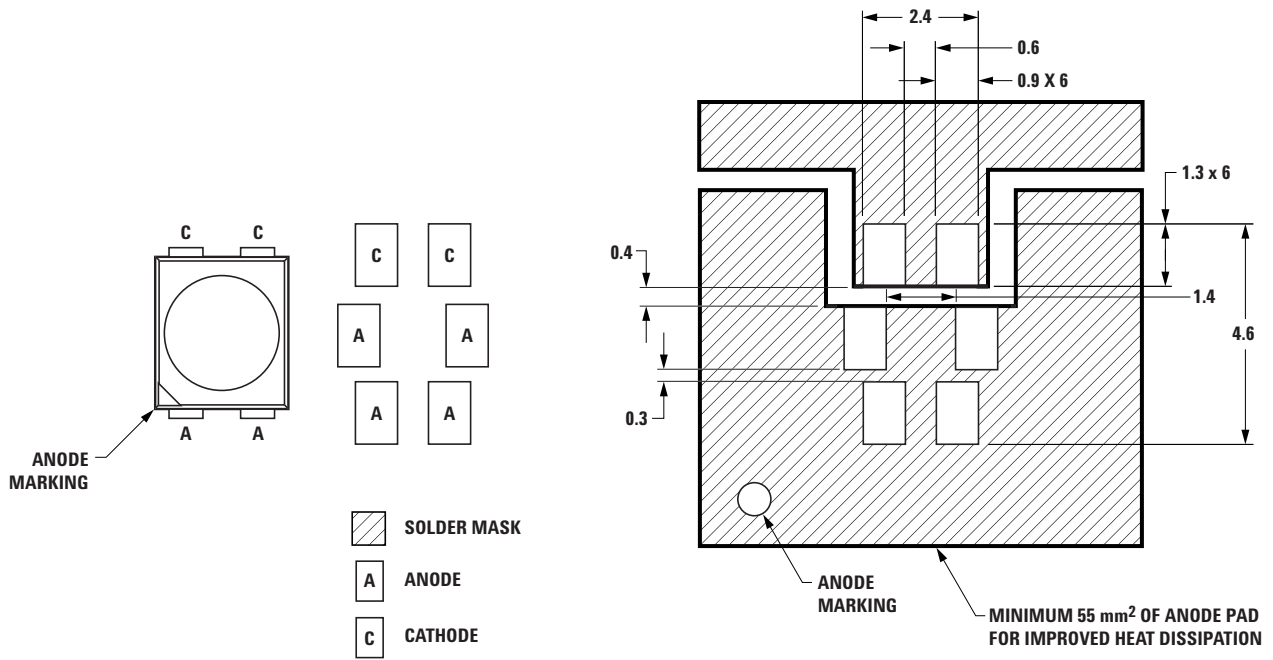 2.4
0.6
0.9 X 6
1.3 x 6
C C
C C
0.4
1.4
A A
4.6
A A
0.3
A A
ANODE
MARKING
SOLDER MASK
A ANODE
C CATHODE
ANODE
MARKING
MINIMUM 55 mm² OF ANODE PAD
FOR IMPROVED HEAT DISSIPATION